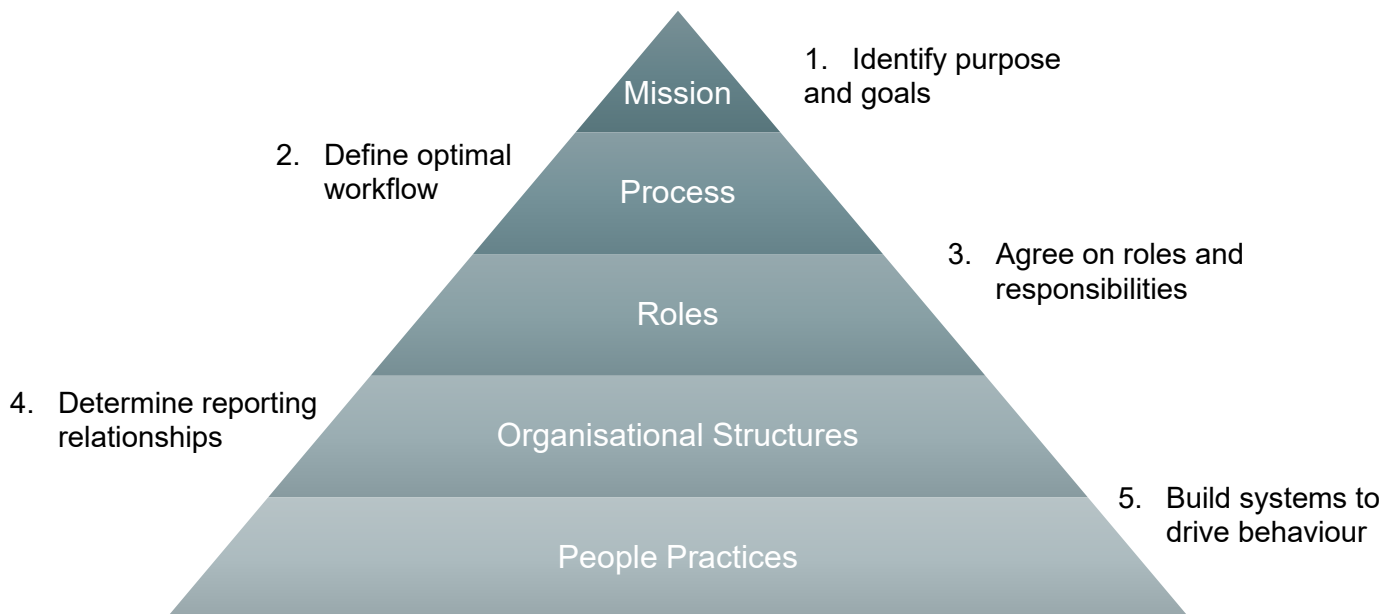 1. Identify purpose
and goals
Mission
2. Define optimal
workflow
Process
3. Agree on roles and
responsibilities
Roles
4. Determine reporting
relationships
Organisational Structures
5. Build systems to
drive behaviour
People Practices